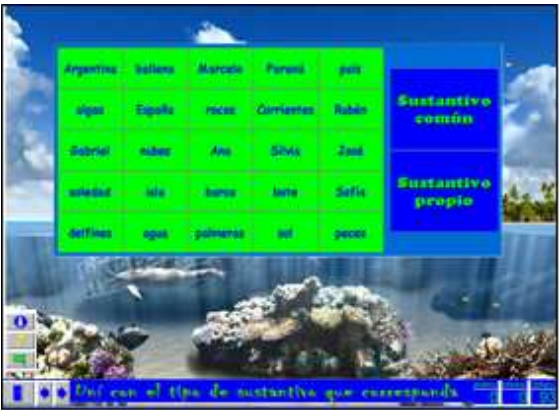 Argentina ballena Marcelo Paraná país
algas España rocas Corrientes Rubén
Gabriel nubes Ana Silvia José
soledad isla barco lente Sofía
delfines agua palmeras sol peces
Sustantivo
común
Sustantivo
propio
Uní con el tipo de sustantivo que corresponda